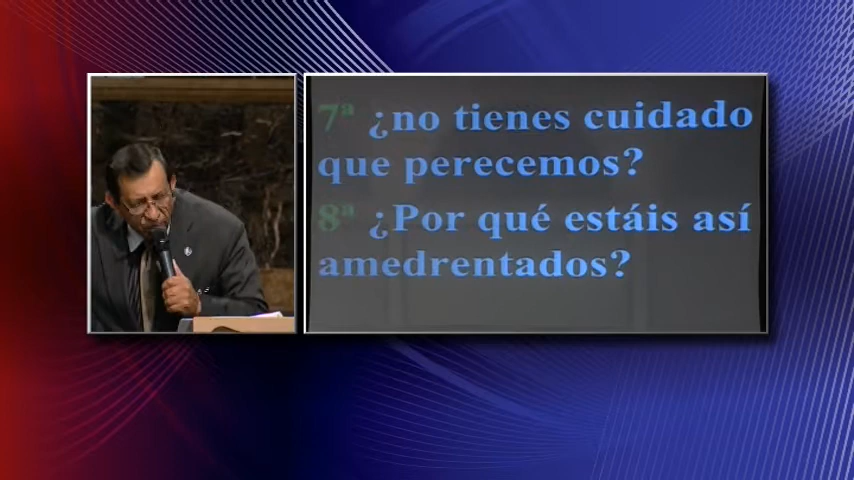 7ª ¿no tienes cuidado
que perecemos?
8ª ¿Por qué estáis así
amedrentados?